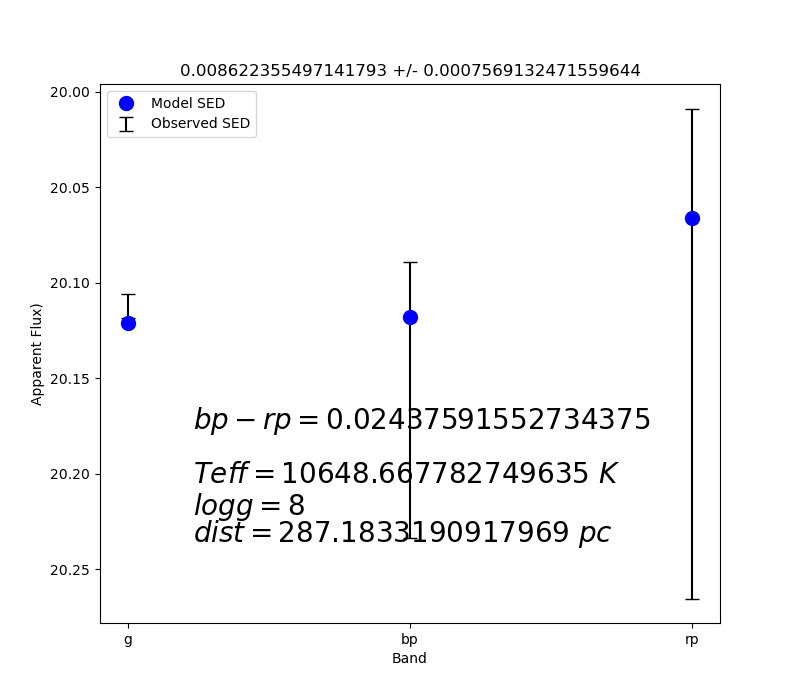 0.008622355497141793 +/- 0.0007569132471559644
Model SED
Observed SED
20.00
20.05
20.10
20.15
20.20
20.25
Apparent Flux)
bp − rp = 0.02437591552734375
Teff = 10648.667782749635 K
logg = 8
dist = 287.1833190917969 pc
g
bp
rp
Band